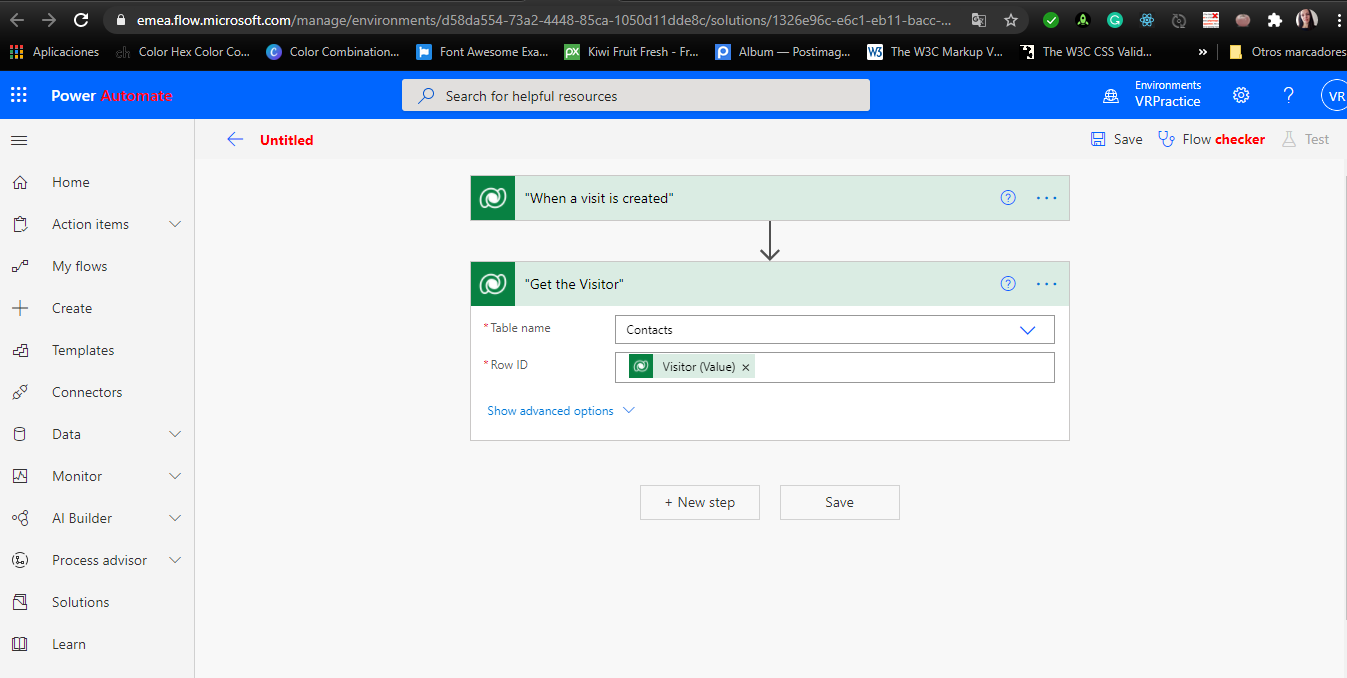 emea.flow.microsoft.com/manage/environments/d58da554-73a2-4448-85ca-1050d11dde8c/solutions/1326e96c-e6c1-eb11-bacc-...
Aplicaciones
Color Hex Color Co...
Color Combination...
Font Awesome Exa...
Kiwi Fruit Fresh - Fr...
Album — Postimag...
The W3C Markup V...
The W3C CSS Valid...
»
Otros marcadores
Power Automate
Search for helpful resources
Environments
VRPractice
VR
Untitled
Save
Flow checker
Test
Home
Action items
My flows
Create
Templates
Connectors
Data
Monitor
AI Builder
Process advisor
Solutions
Learn
"When a visit is created"
"Get the Visitor"
* Table name
Contacts
* Row ID
Visitor (Value) ×
Show advanced options
+ New step
Save